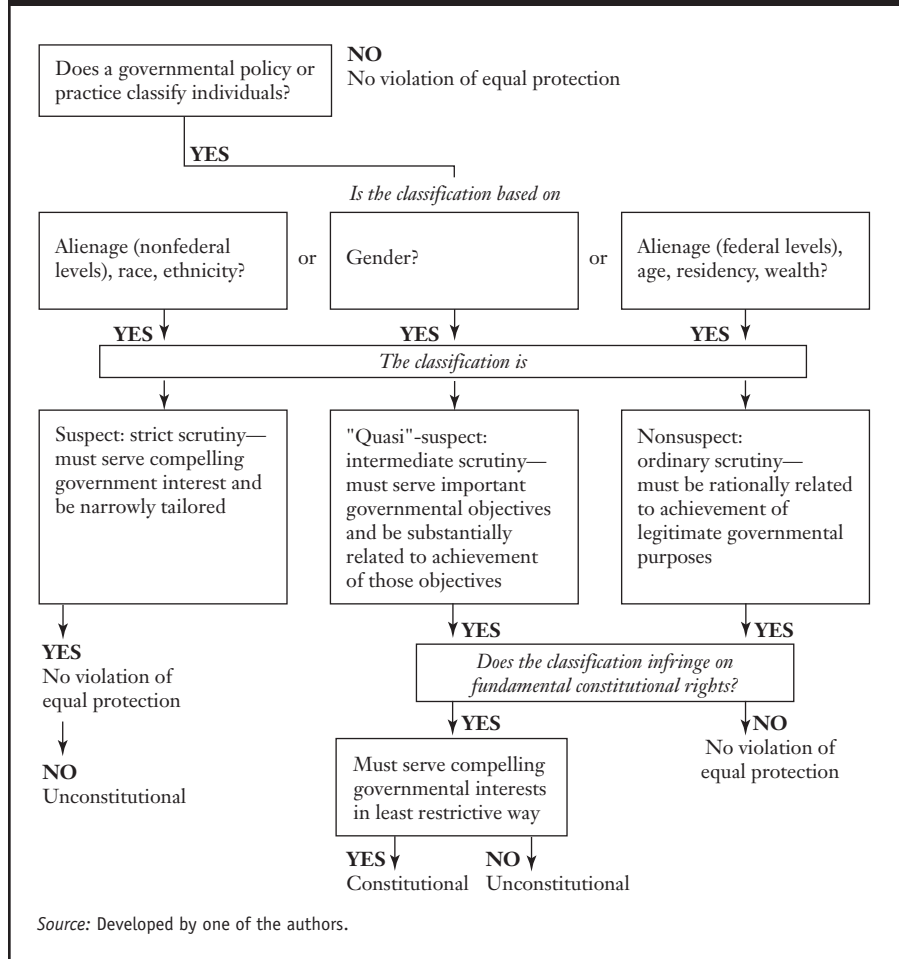 Does a governmental policy or
practice classify individuals?
NO
No violation of equal protection
YES
Is the classification based on
Alienage (nonfederal
levels), race, ethnicity?
or
Gender?
or
Alienage (federal levels),
age, residency, wealth?
YES
YES
YES
The classification is
Suspect: strict scrutiny—
must serve compelling
government interest and
be narrowly tailored
"Quasi"-suspect:
intermediate scrutiny—
must serve important
governmental objectives
and be substantially
related to achievement
of those objectives
Nonsuspect:
ordinary scrutiny—
must be rationally related
to achievement of
legitimate governmental
purposes
YES
No violation of
equal protection
NO
Unconstitutional
YES
YES
Does the classification infringe on
fundamental constitutional rights?
YES
NO
No violation of
equal protection
Must serve compelling
governmental interests
in least restrictive way
YES
Constitutional
NO
Unconstitutional
Source: Developed by one of the authors.